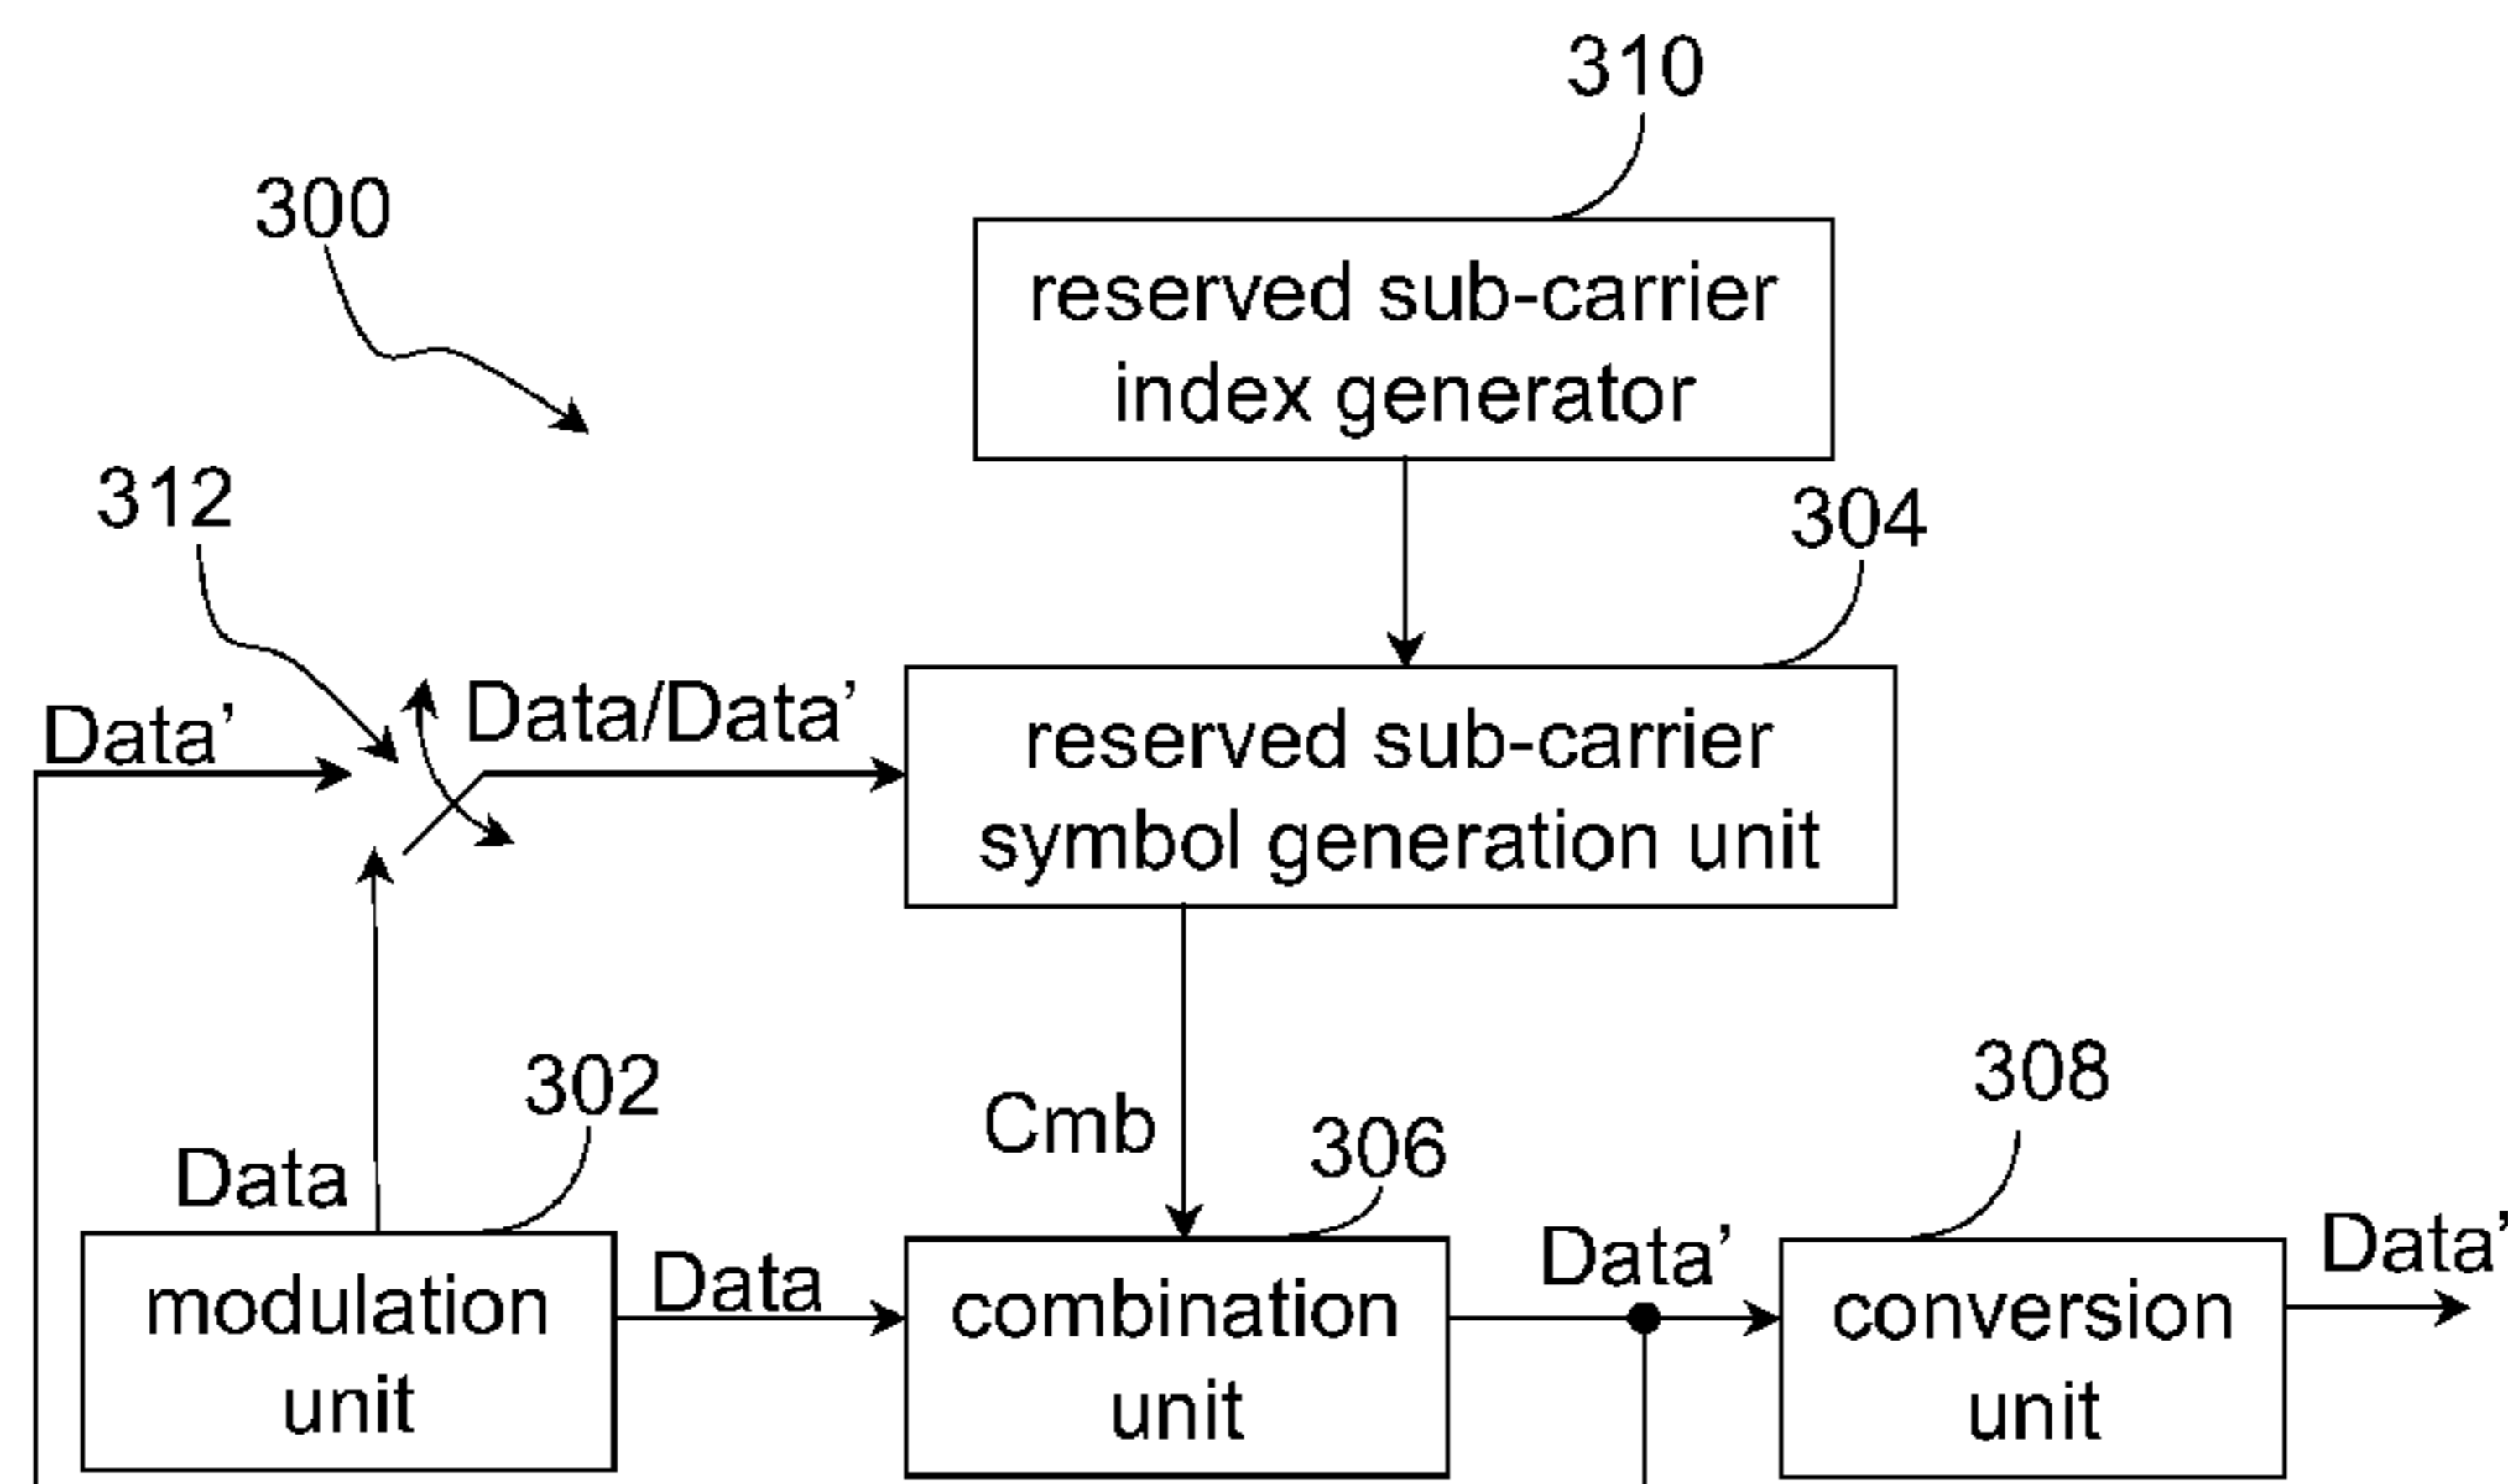 310
300
reserved sub-carrier
index generator
312
304
Data’
Data/Data’
reserved sub-carrier
symbol generation unit
302
308
Cmb
306
Data
Data
Data’
Data’
modulation
unit
combination
unit
conversion
unit